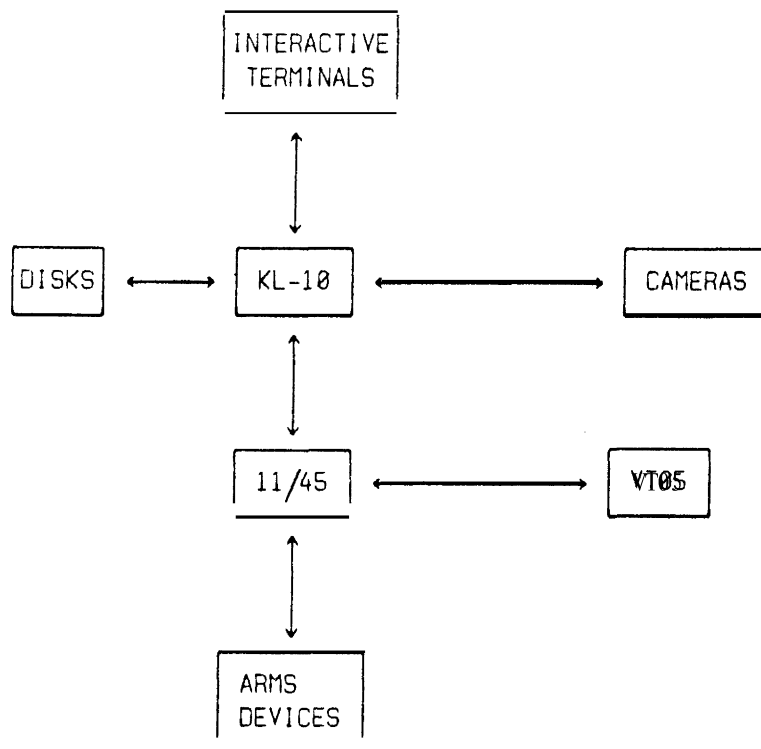 INTERACTIVE
TERMINALS
DISKS
KL-10
CAMERAS
11/45
VT05
ARMS
DEVICES